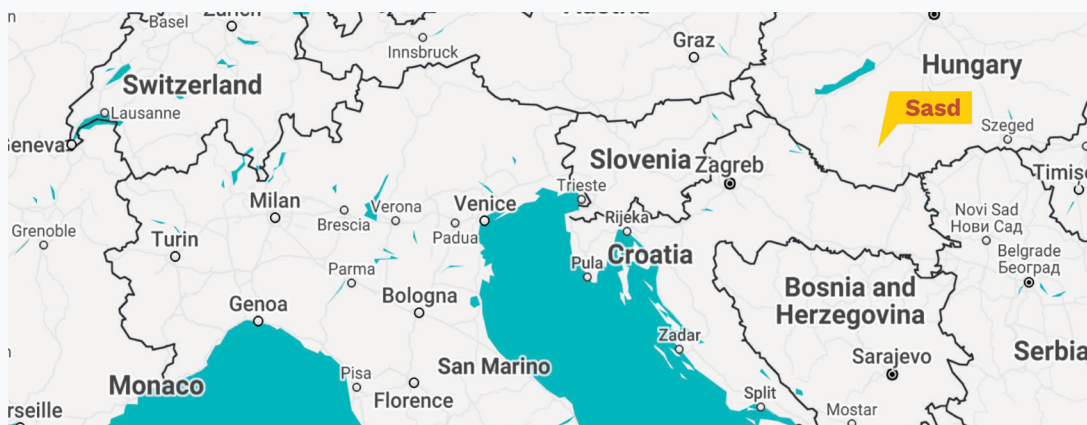 Basel
Innsbruck
Graz
Hungary
Switzerland
Sasd
Lausanne
Szeged
Geneva
Slovenia
Zagreb
Trieste
Milan
Brescia
Verona
Venice
Padua
Rijeka
Novi Sad
Нови Сад
Grenoble
Turin
Croatia
Belgrade
Београд
Parma
Pula
Bologna
Bosnia and
Herzegovina
Genoa
Zadar
Sarajevo
Serbia
San Marino
Pisa
Monaco
Florence
Split
Mostar